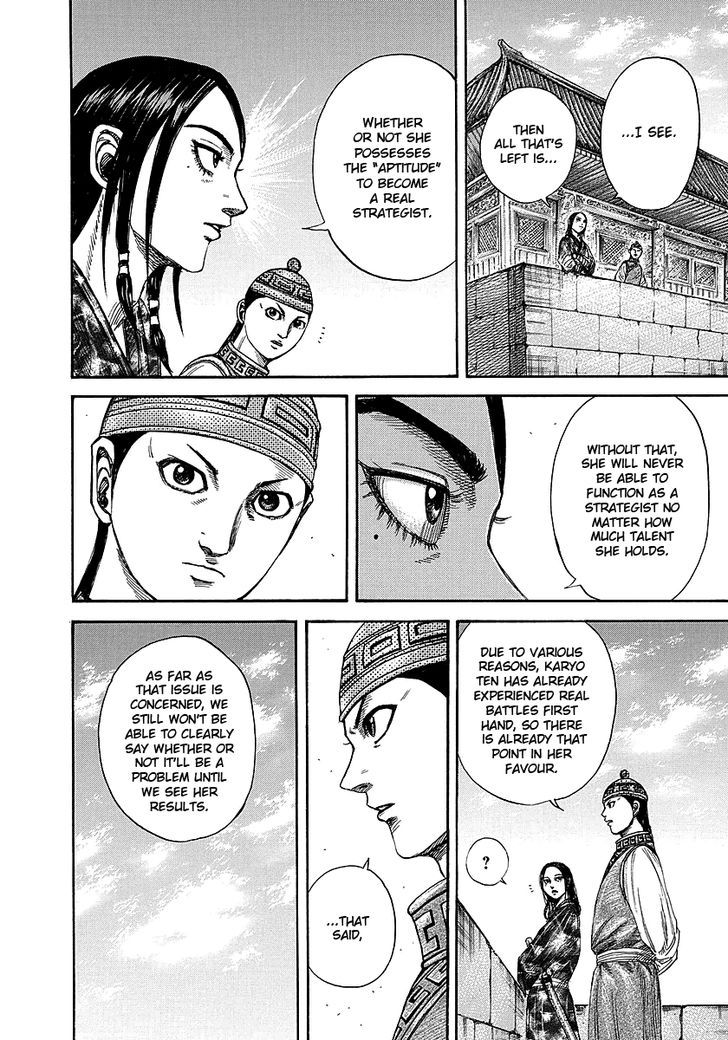 ...I SEE.
THEN
ALL THAT'S
LEFT IS...
WHETHER
OR NOT SHE
POSSESSES
THE "APTITUDE"
TO BECOME
A REAL
STRATEGIST.
WITHOUT THAT,
SHE WILL NEVER
BE ABLE TO
FUNCTION AS A
STRATEGIST NO
MATTER HOW
MUCH TALENT
SHE HOLDS.
DUE TO VARIOUS
REASONS, KARYO
TEN HAS ALREADY
EXPERIENCED REAL
BATTLES FIRST
HAND, SO THERE
IS ALREADY THAT
POINT IN HER
FAVOUR.
?
...THAT
SAID,
AS FAR AS
THAT ISSUE IS
CONCERNED, WE
STILL WON'T BE
ABLE TO CLEARLY
SAY WHETHER OR
NOT IT'LL BE A
PROBLEM UNTIL
WE SEE HER
RESULTS.